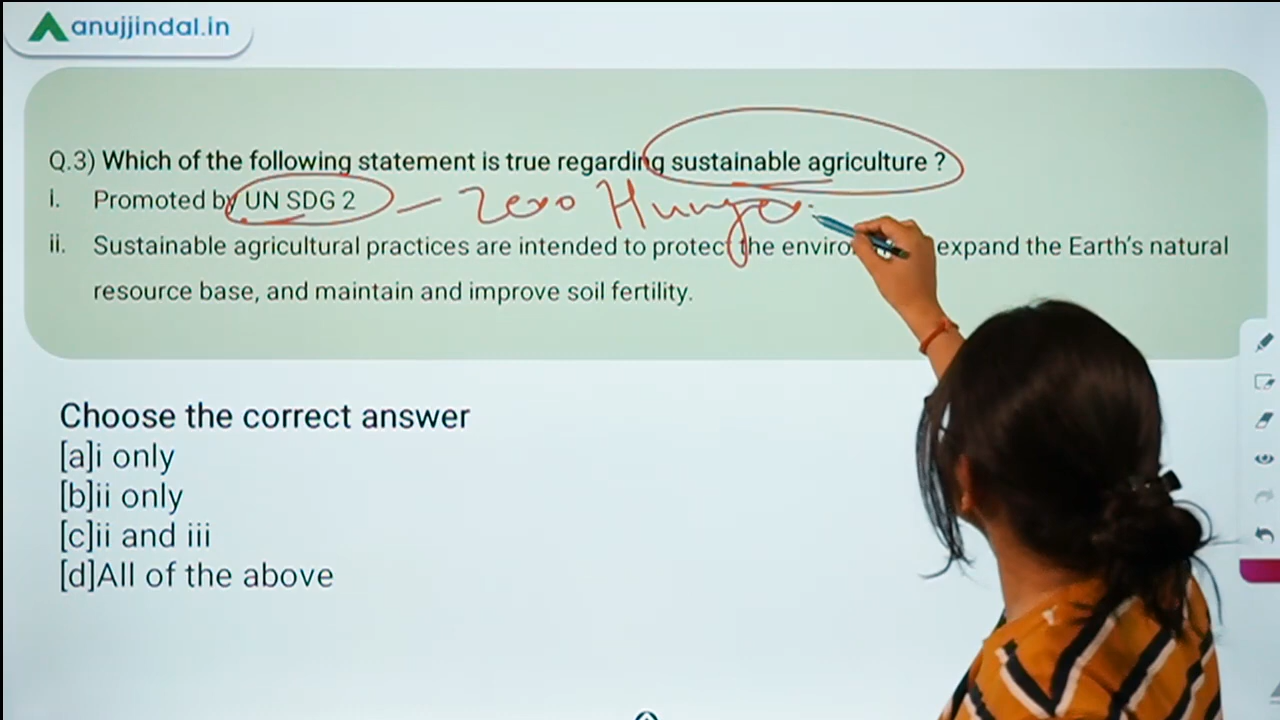 anujjindal.in
Q.3) Which of the following statement is true regarding sustainable agriculture ?
i. Promoted by UN SDG 2 - Zero Hunger
ii. Sustainable agricultural practices are intended to protect the expand the Earth's natural
resource base, and maintain and improve soil fertility.
Choose the correct answer
[a]i only
[b]ii only
[c]ii and iii
[d]All of the above